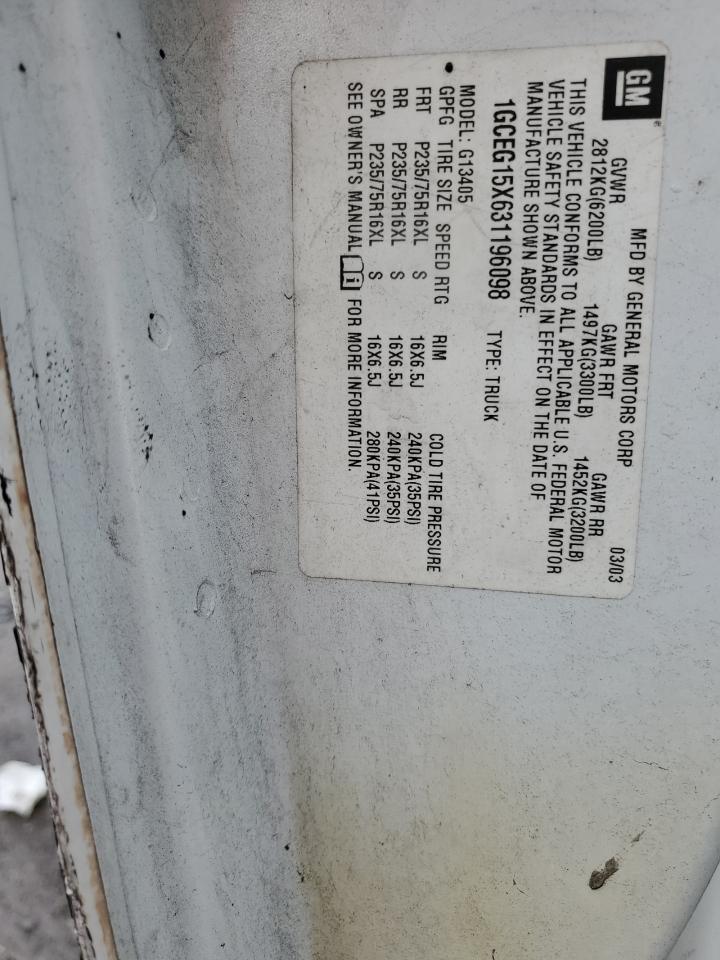 GM
MFD BY GENERAL MOTORS CORP 03/03
GVWR GAWR FRT GAWR RR
2812KG(6200LB) 1497KG(3300LB) 1452KG(3200LB)
THIS VEHICLE CONFORMS TO ALL APPLICABLE U.S. FEDERAL MOTOR
VEHICLE SAFETY STANDARDS IN EFFECT ON THE DATE OF
MANUFACTURE SHOWN ABOVE.
1GCEG15X631196098 TYPE: TRUCK
MODEL: G13405
GPFG TIRE SIZE SPEED RTG RIM COLD TIRE PRESSURE
FRT P235/75R16XL S 16X6.5J 240KPA(35PSI)
RR P235/75R16XL S 16X6.5J 240KPA(35PSI)
SPA P235/75R16XL S 16X6.5J 280KPA(41PSI)
SEE OWNER'S MANUAL FOR MORE INFORMATION.